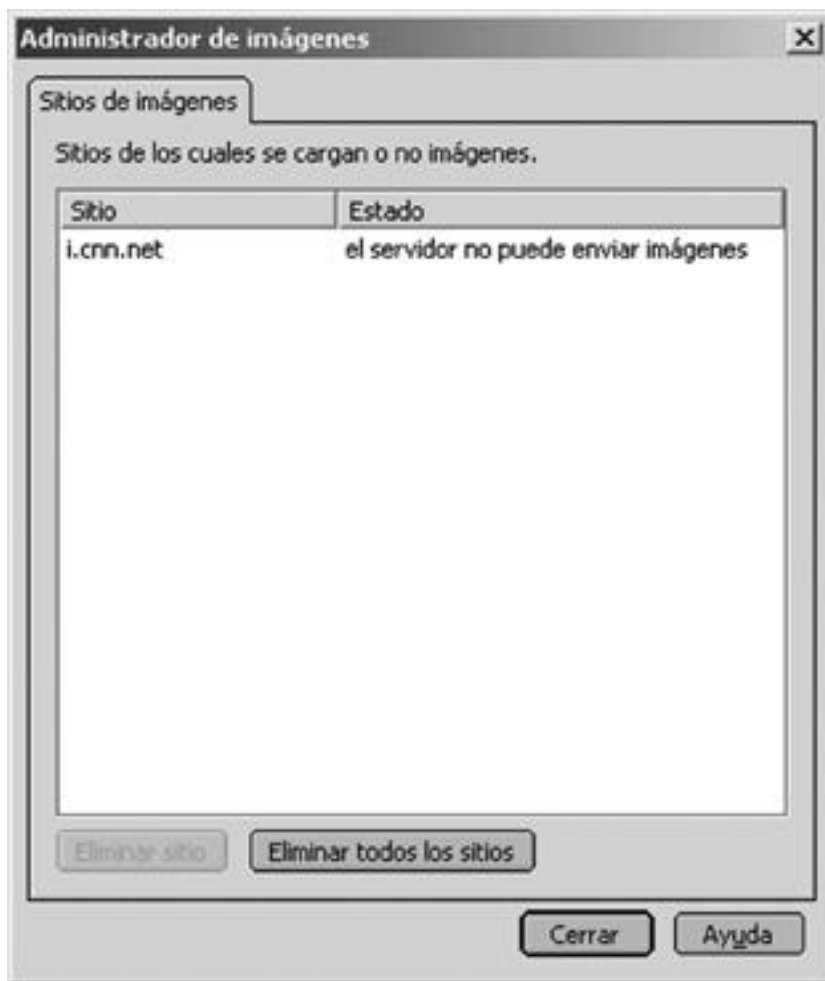 Administrador de imágenes
Sitios de imágenes
Sitios de los cuales se cargan o no imágenes.
Sitio Estado
i.cnn.net el servidor no puede enviar imágenes
Eliminar sitio Eliminar todos los sitios
Cerrar Ayuda